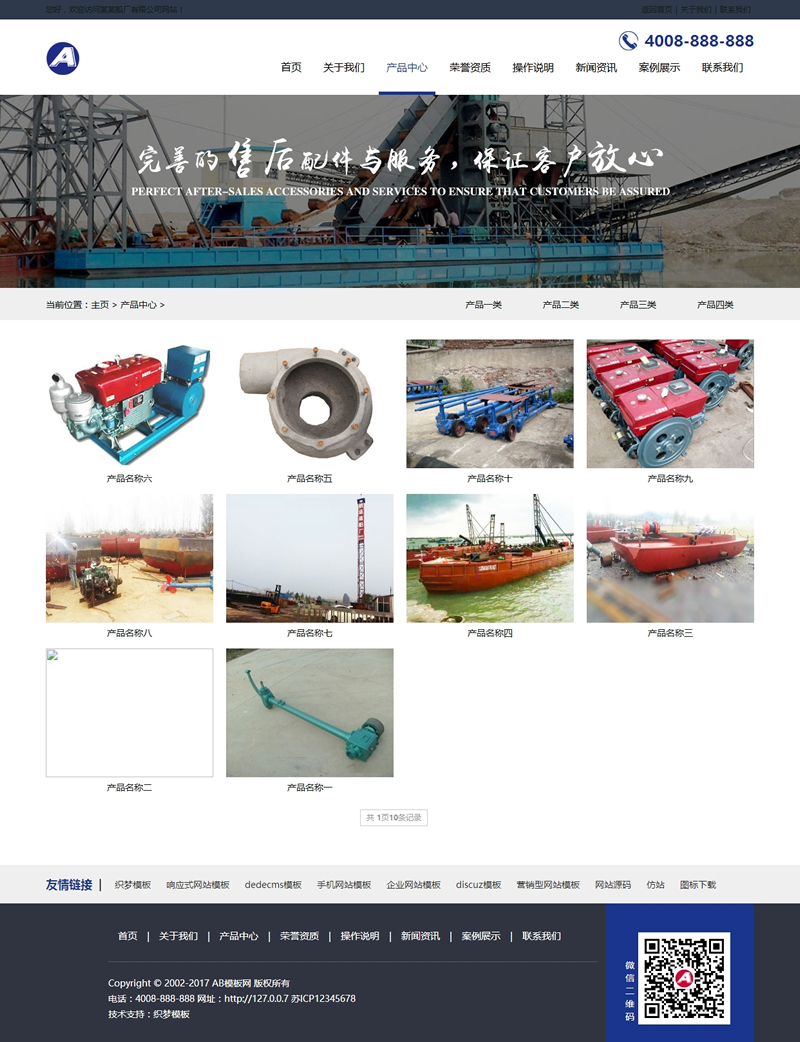 您好，欢迎访问某某船厂有限公司网站！
返回首页 | 关于我们 | 联系我们
4008-888-888
首页 关于我们 产品中心 荣誉资质 操作说明 新闻资讯 案例展示 联系我们
完善的售后配件与服务，保证客户放心
PERFECT AFTER-SALES ACCESSORIES AND SERVICES TO ENSURE THAT CUSTOMERS BE ASSURED
当前位置：主页 > 产品中心 >
产品一类 产品二类 产品三类 产品四类
产品名称六 产品名称五 产品名称十 产品名称九
产品名称八 产品名称七 产品名称四 产品名称三
产品名称二 产品名称一
共 1页10条记录
友情链接 | 织梦模板 响应式网站模板 dedecms模板 手机网站模板 企业网站模板 discuz模板 营销型网站模板 网站源码 仿站 图标下载
首页 | 关于我们 | 产品中心 | 荣誉资质 | 操作说明 | 新闻资讯 | 案例展示 | 联系我们
Copyright © 2002-2017 AB模板网 版权所有
电话：4008-888-888 网址：http://127.0.0.7 苏ICP12345678
技术支持：织梦模板
微信二维码